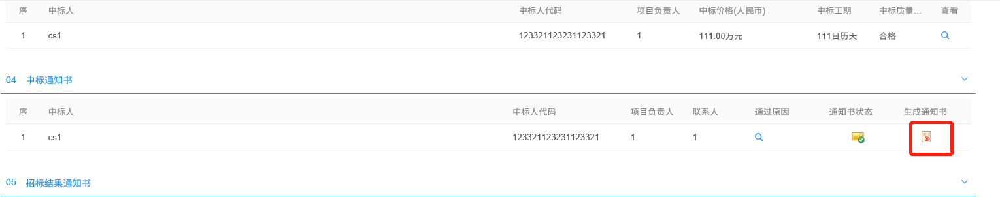 序 中标人 中标人代码 项目负责人 中标价格(人民币) 中标工期 中标质量... 查看
1 cs1 123321123231123321 1 111.00万元 111日历天 合格
04 中标通知书
序 中标人 中标人代码 项目负责人 联系人 通过原因 通知书状态 生成通知书
1 cs1 123321123231123321 1 1
05 招标结果通知书